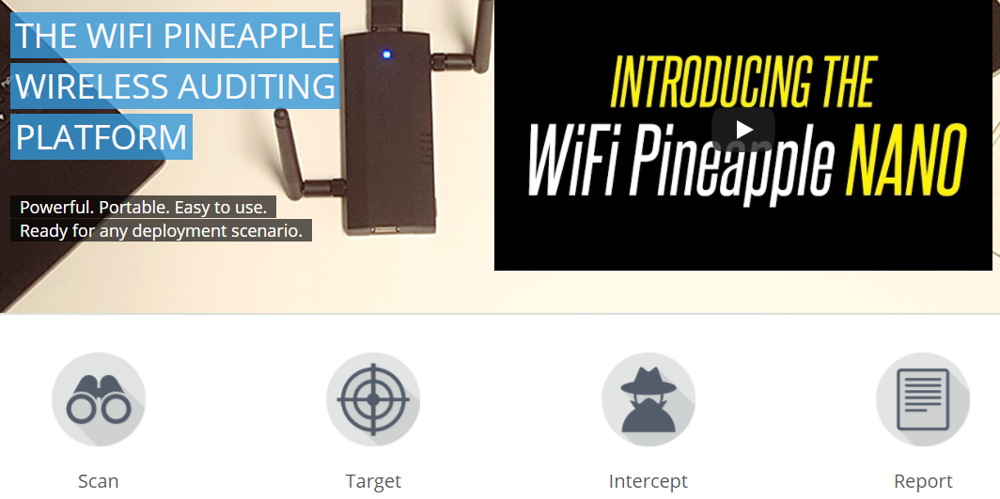 THE WIFI PINEAPPLE
WIRELESS AUDITING
PLATFORM
Powerful. Portable. Easy to use.
Ready for any deployment scenario.
INTRODUCING THE
WiFi Pineapple NANO
Scan
Target
Intercept
Report